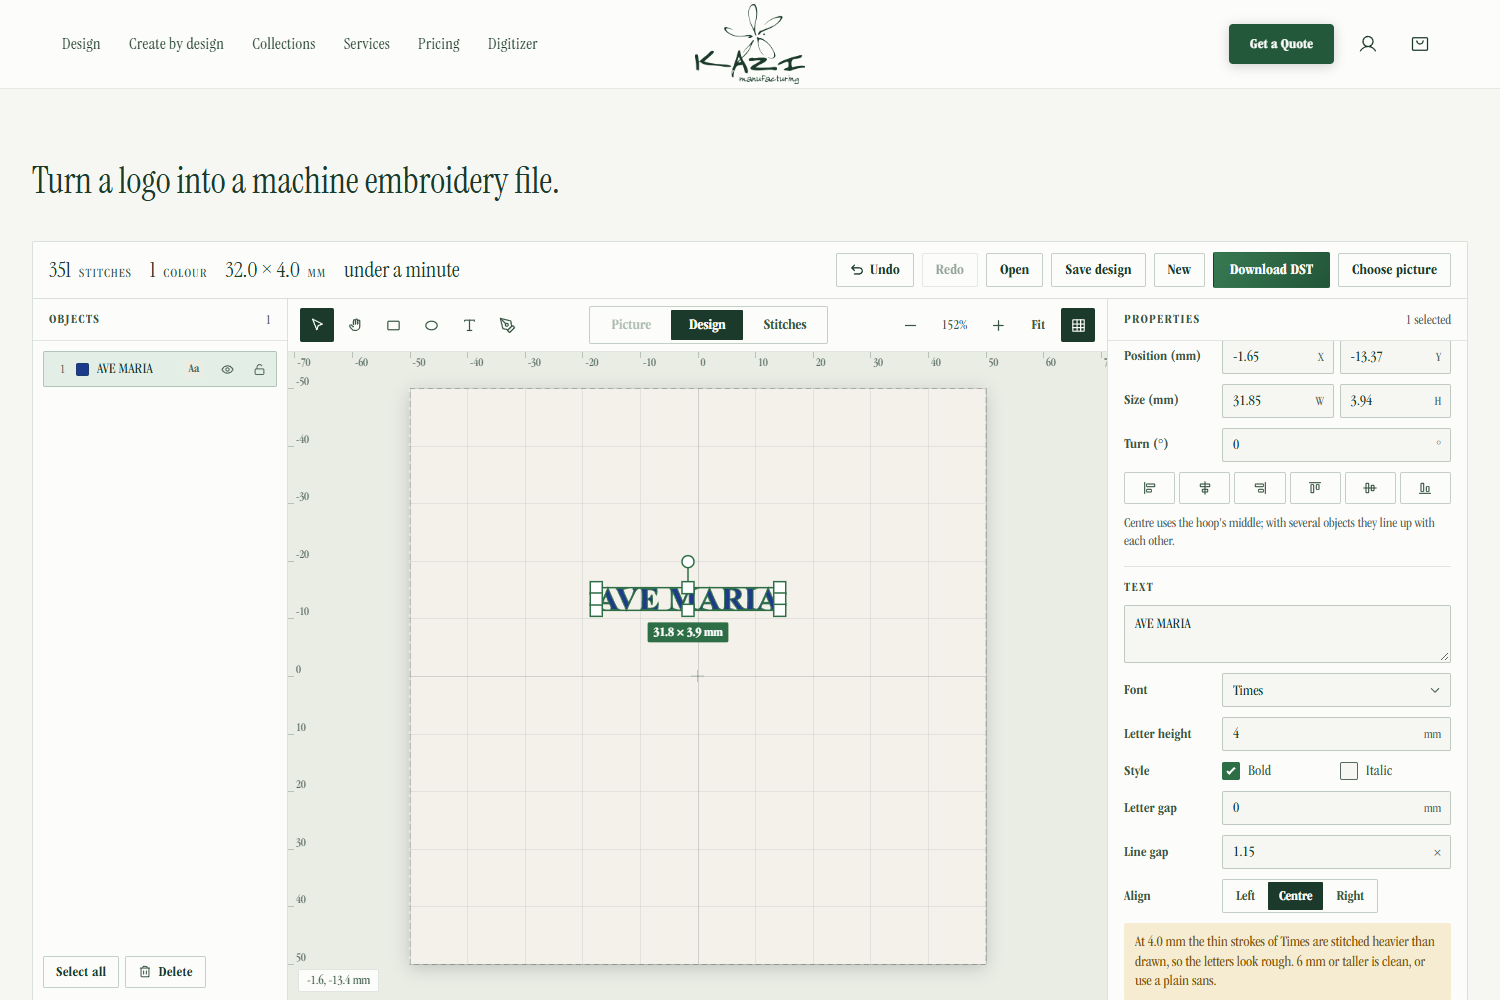 Design Create by design Collections Services Pricing Digitizer
KAZI
manufacturing
Get a Quote
Turn a logo into a machine embroidery file.
351 STITCHES 1 COLOUR 32.0 × 4.0 MM under a minute
Undo Redo Open Save design New Download DST Choose picture
OBJECTS 1
Picture Design Stitches
152% Fit
PROPERTIES 1 selected
1 AVE MARIA Aa
-70 -60 -50 -40 -30 -20 -10 0 10 20 30 40 50 60
-50
-40
-30
-20
-10
0
10
20
30
40
50
AVE MARIA
31.8 × 3.9 mm
-1.6, -13.4 mm
Select all Delete
Position (mm) -1.65 X -13.37 Y
Size (mm) 31.85 W 3.94 H
Turn (°) 0 °
Centre uses the hoop's middle; with several objects they line up with
each other.
TEXT
AVE MARIA
Font Times
Letter height 4 mm
Style Bold Italic
Letter gap 0 mm
Line gap 1.15 ×
Align Left Centre Right
At 4.0 mm the thin strokes of Times are stitched heavier than
drawn, so the letters look rough. 6 mm or taller is clean, or
use a plain sans.